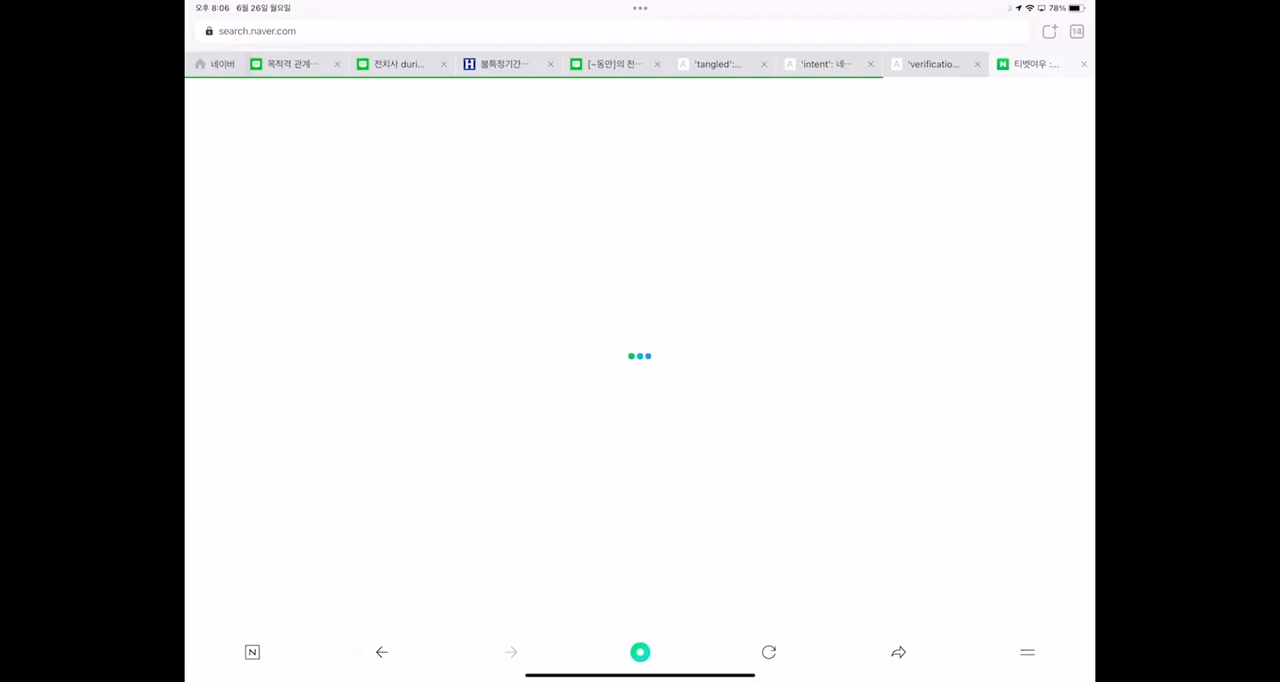 오후 8:06 6월 26일 월요일
78%
search.naver.com
14
네이버 목적격 관계··· 전치사 duri... 불특정기간··· [~동안]의 전··· 'tangled':... 'intent': 네··· 'verificatio... 티벳여우 :...
N